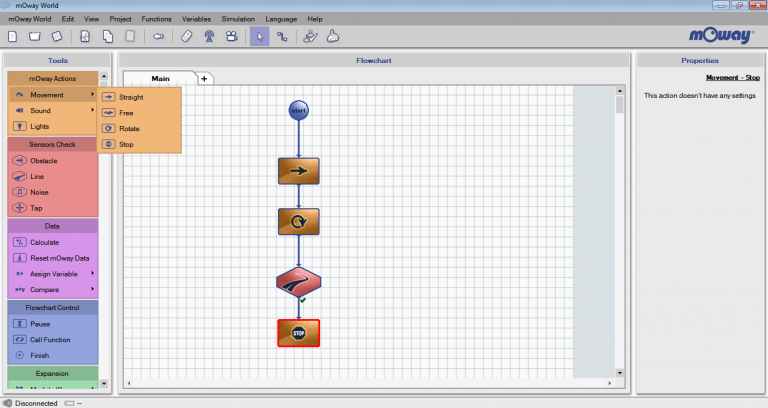 mOway World
mOway World Edit View Project Functions Variables Simulation Language Help
mOway
Tools
mOway Actions
Movement
Sound
Lights
Sensors Check
Obstacle
Line
Noise
Tap
Data
Calculate
Reset mOway Data
Assign Variable
Compare
Flowchart Control
Pause
Call Function
Finish
Expansion
Straight
Free
Rotate
Stop
Flowchart
Main +
start
STOP
Properties
Movement - Stop
This action doesn't have any settings
Disconnected --